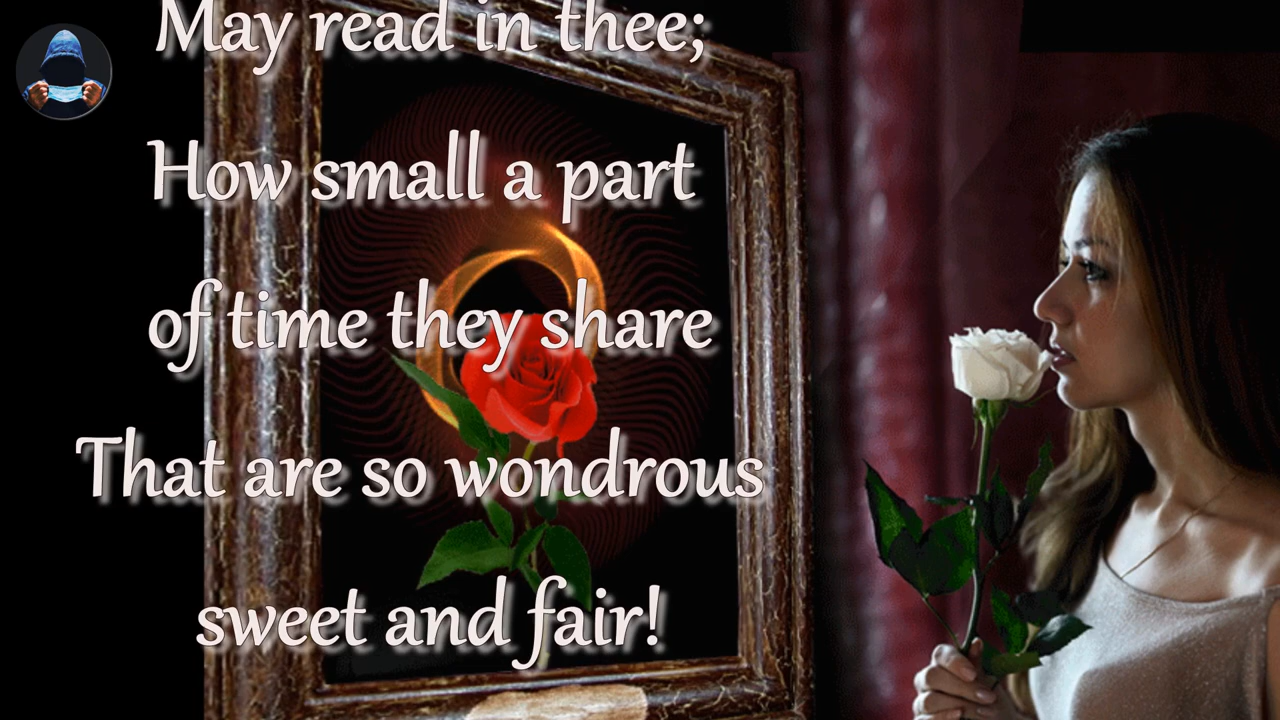 May read in thee;
How small a part
of time they share
That are so wondrous
sweet and fair!